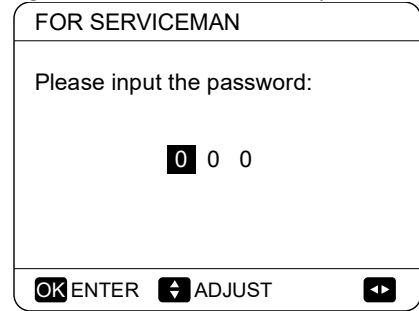 FOR SERVICEMAN
Please input the password:
0 0 0
OK ENTER ADJUST